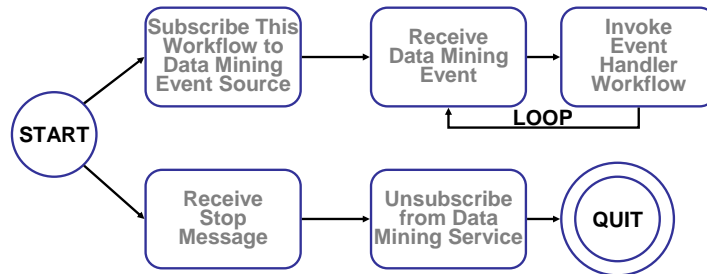 START
Subscribe This
Workflow to
Data Mining
Event Source
Receive
Data Mining
Event
Invoke
Event
Handler
Workflow
LOOP
Receive
Stop
Message
Unsubscribe
from Data
Mining Service
QUIT